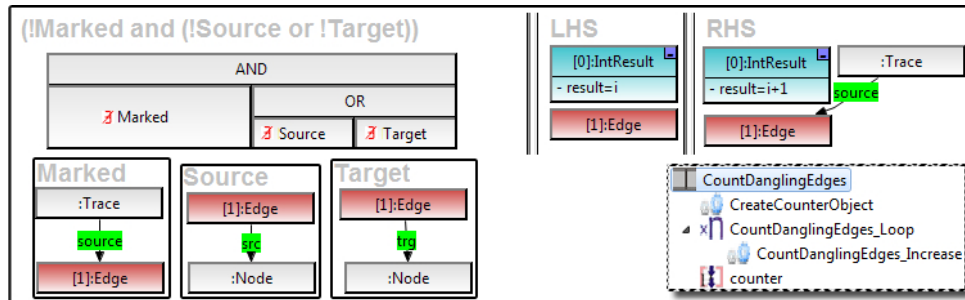 (!Marked and (!Source or !Target))
AND
OR
∄ Marked
∄ Source
∄ Target
Marked
:Trace
source
[1]:Edge
Source
[1]:Edge
src
:Node
Target
[1]:Edge
trg
:Node
LHS
[0]:IntResult
- result=i
[1]:Edge
RHS
[0]:IntResult
- result=i+1
:Trace
source
[1]:Edge
CountDanglingEdges
CreateCounterObject
CountDanglingEdges_Loop
CountDanglingEdges_Increase
counter